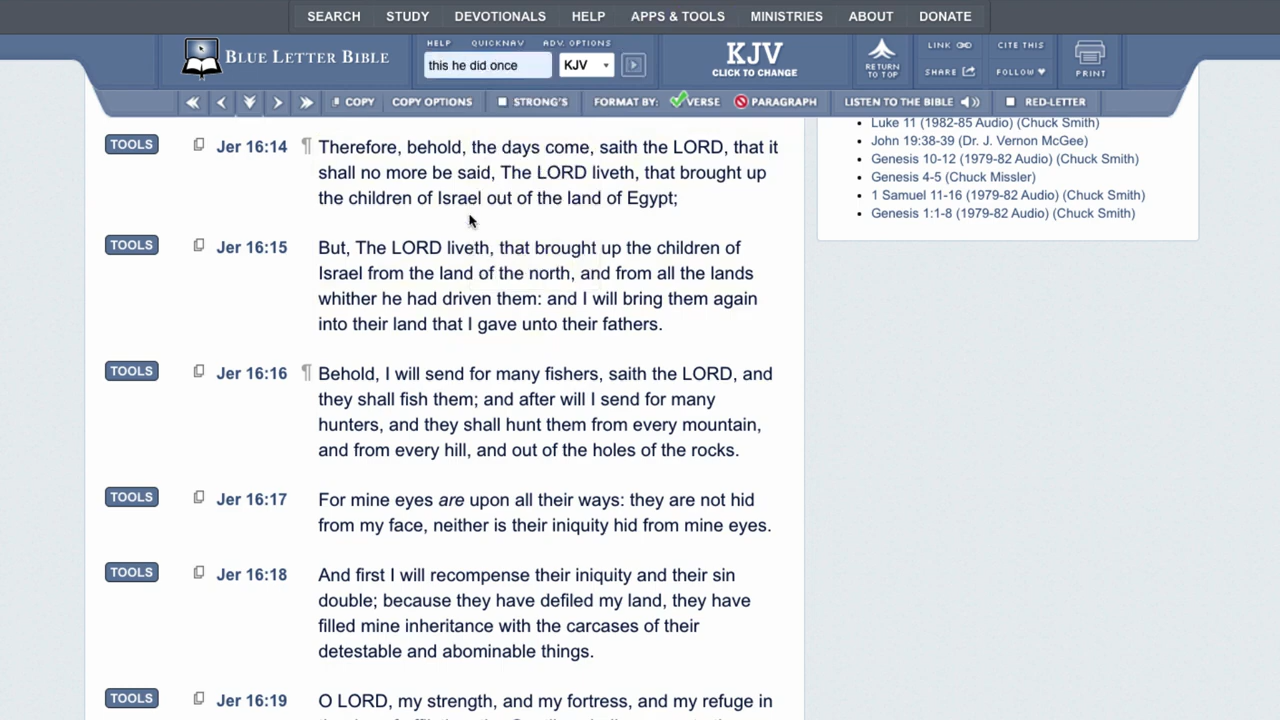 SEARCH STUDY DEVOTIONALS HELP APPS & TOOLS MINISTRIES ABOUT DONATE
BLUE LETTER BIBLE
HELP QUICKNAV ADV. OPTIONS
this he did once KJV
KJV
CLICK TO CHANGE
RETURN
TO TOP
LINK CITE THIS
SHARE FOLLOW
PRINT
COPY COPY OPTIONS STRONG'S FORMAT BY: VERSE PARAGRAPH LISTEN TO THE BIBLE RED-LETTER
TOOLS Jer 16:14 ¶ Therefore, behold, the days come, saith the LORD, that it
shall no more be said, The LORD liveth, that brought up
the children of Israel out of the land of Egypt;
TOOLS Jer 16:15 But, The LORD liveth, that brought up the children of
Israel from the land of the north, and from all the lands
whither he had driven them: and I will bring them again
into their land that I gave unto their fathers.
TOOLS Jer 16:16 ¶ Behold, I will send for many fishers, saith the LORD, and
they shall fish them; and after will I send for many
hunters, and they shall hunt them from every mountain,
and from every hill, and out of the holes of the rocks.
TOOLS Jer 16:17 For mine eyes are upon all their ways: they are not hid
from my face, neither is their iniquity hid from mine eyes.
TOOLS Jer 16:18 And first I will recompense their iniquity and their sin
double; because they have defiled my land, they have
filled mine inheritance with the carcases of their
detestable and abominable things.
TOOLS Jer 16:19 O LORD, my strength, and my fortress, and my refuge in
Luke 11 (1982-85 Audio) (Chuck Smith)
John 19:38-39 (Dr. J. Vernon McGee)
Genesis 10-12 (1979-82 Audio) (Chuck Smith)
Genesis 4-5 (Chuck Missler)
1 Samuel 11-16 (1979-82 Audio) (Chuck Smith)
Genesis 1:1-8 (1979-82 Audio) (Chuck Smith)